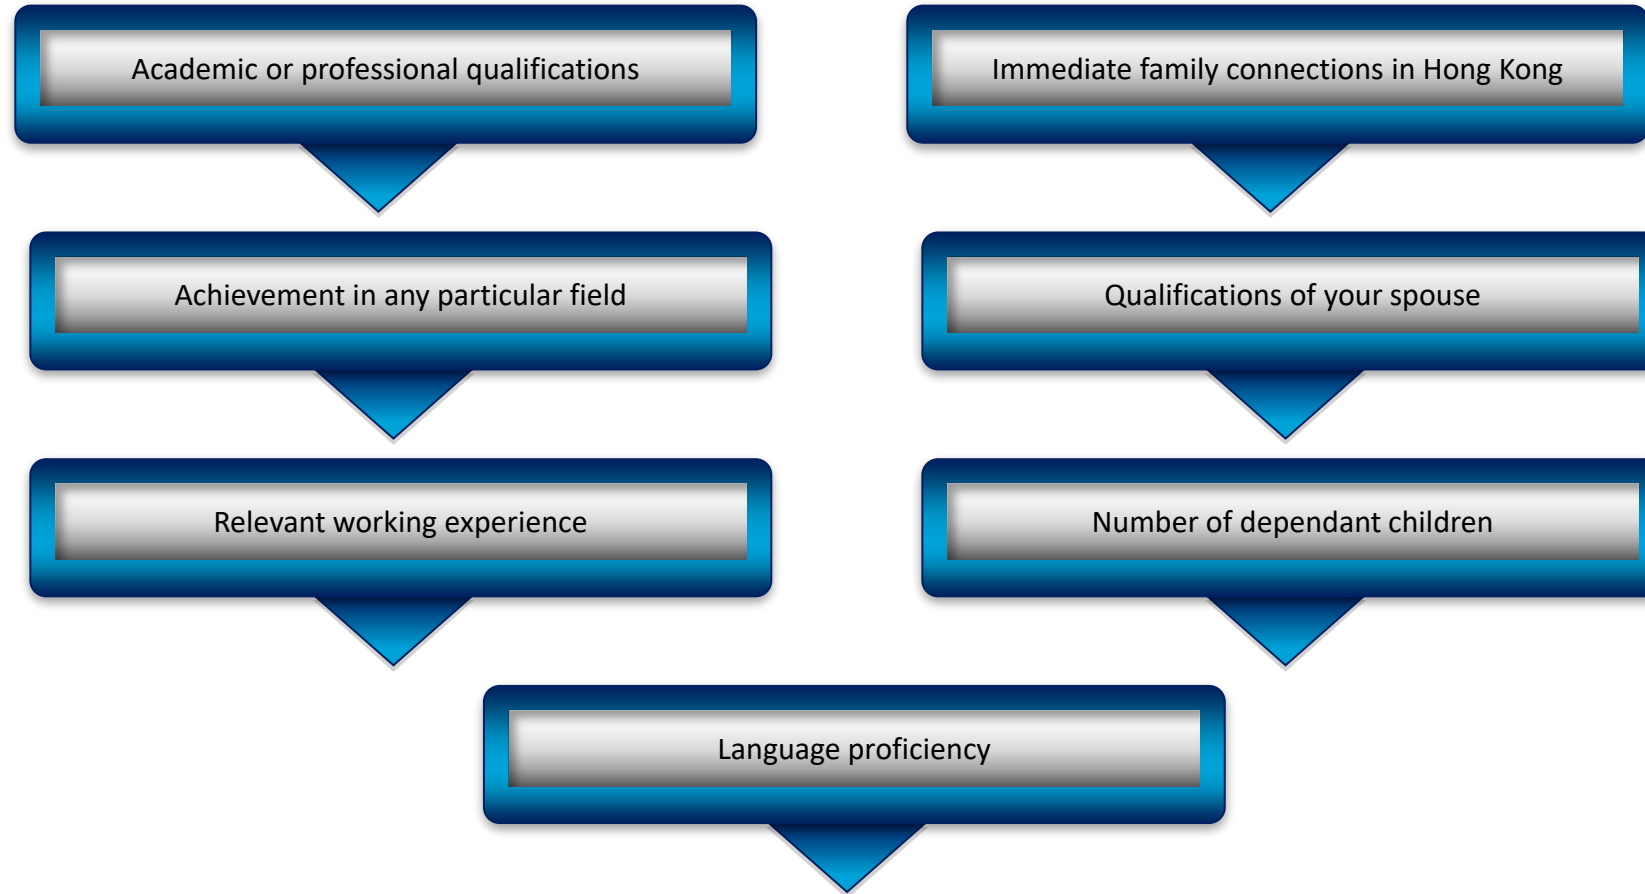 Academic or professional qualifications
Achievement in any particular field
Relevant working experience
Immediate family connections in Hong Kong
Qualifications of your spouse
Number of dependant children
Language proficiency